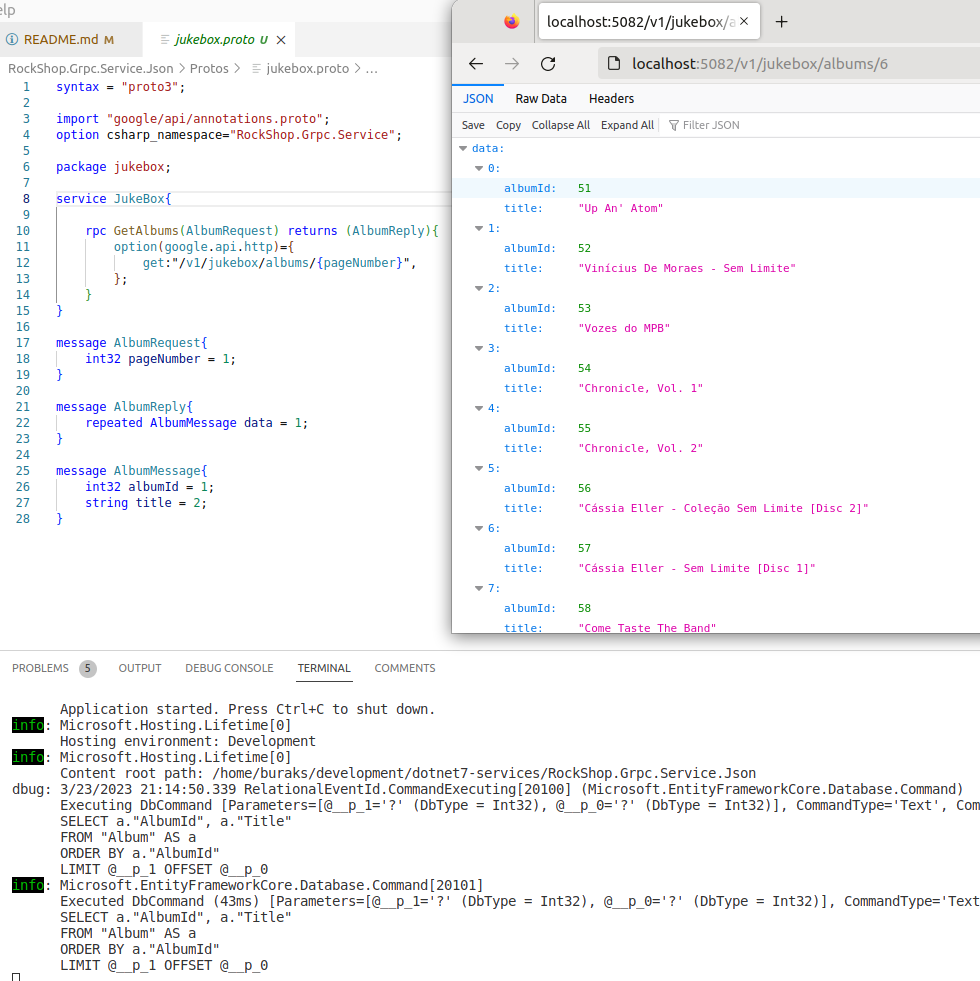 elp
README.md M
jukebox.proto U
RockShop.Grpc.Service.Json > Protos > jukebox.proto > ...
1 syntax = "proto3";
2
3 import "google/api/annotations.proto";
4 option csharp_namespace="RockShop.Grpc.Service";
5
6 package jukebox;
7
8 service JukeBox{
9
10 rpc GetAlbums(AlbumRequest) returns (AlbumReply){
11 option(google.api.http)={
12 get:"/v1/jukebox/albums/{pageNumber}",
13 };
14 }
15 }
16
17 message AlbumRequest{
18 int32 pageNumber = 1;
19 }
20
21 message AlbumReply{
22 repeated AlbumMessage data = 1;
23 }
24
25 message AlbumMessage{
26 int32 albumId = 1;
27 string title = 2;
28 }
localhost:5082/v1/jukebox/a
localhost:5082/v1/jukebox/albums/6
JSON Raw Data Headers
Save Copy Collapse All Expand All Filter JSON
data:
0:
albumId: 51
title: "Up An' Atom"
1:
albumId: 52
title: "Vinícius De Moraes - Sem Limite"
2:
albumId: 53
title: "Vozes do MPB"
3:
albumId: 54
title: "Chronicle, Vol. 1"
4:
albumId: 55
title: "Chronicle, Vol. 2"
5:
albumId: 56
title: "Cássia Eller - Coleção Sem Limite [Disc 2]"
6:
albumId: 57
title: "Cássia Eller - Sem Limite [Disc 1]"
7:
albumId: 58
title: "Come Taste The Band"
PROBLEMS 5 OUTPUT DEBUG CONSOLE TERMINAL COMMENTS
Application started. Press Ctrl+C to shut down.
info: Microsoft.Hosting.Lifetime[0]
Hosting environment: Development
info: Microsoft.Hosting.Lifetime[0]
Content root path: /home/buraks/development/dotnet7-services/RockShop.Grpc.Service.Json
dbug: 3/23/2023 21:14:50.339 RelationalEventId.CommandExecuting[20100] (Microsoft.EntityFrameworkCore.Database.Command)
Executing DbCommand [Parameters=[@__p_1='?' (DbType = Int32), @__p_0='?' (DbType = Int32)], CommandType='Text', Com
SELECT a."AlbumId", a."Title"
FROM "Album" AS a
ORDER BY a."AlbumId"
LIMIT @__p_1 OFFSET @__p_0
info: Microsoft.EntityFrameworkCore.Database.Command[20101]
Executed DbCommand (43ms) [Parameters=[@__p_1='?' (DbType = Int32), @__p_0='?' (DbType = Int32)], CommandType='Text
SELECT a."AlbumId", a."Title"
FROM "Album" AS a
ORDER BY a."AlbumId"
LIMIT @__p_1 OFFSET @__p_0